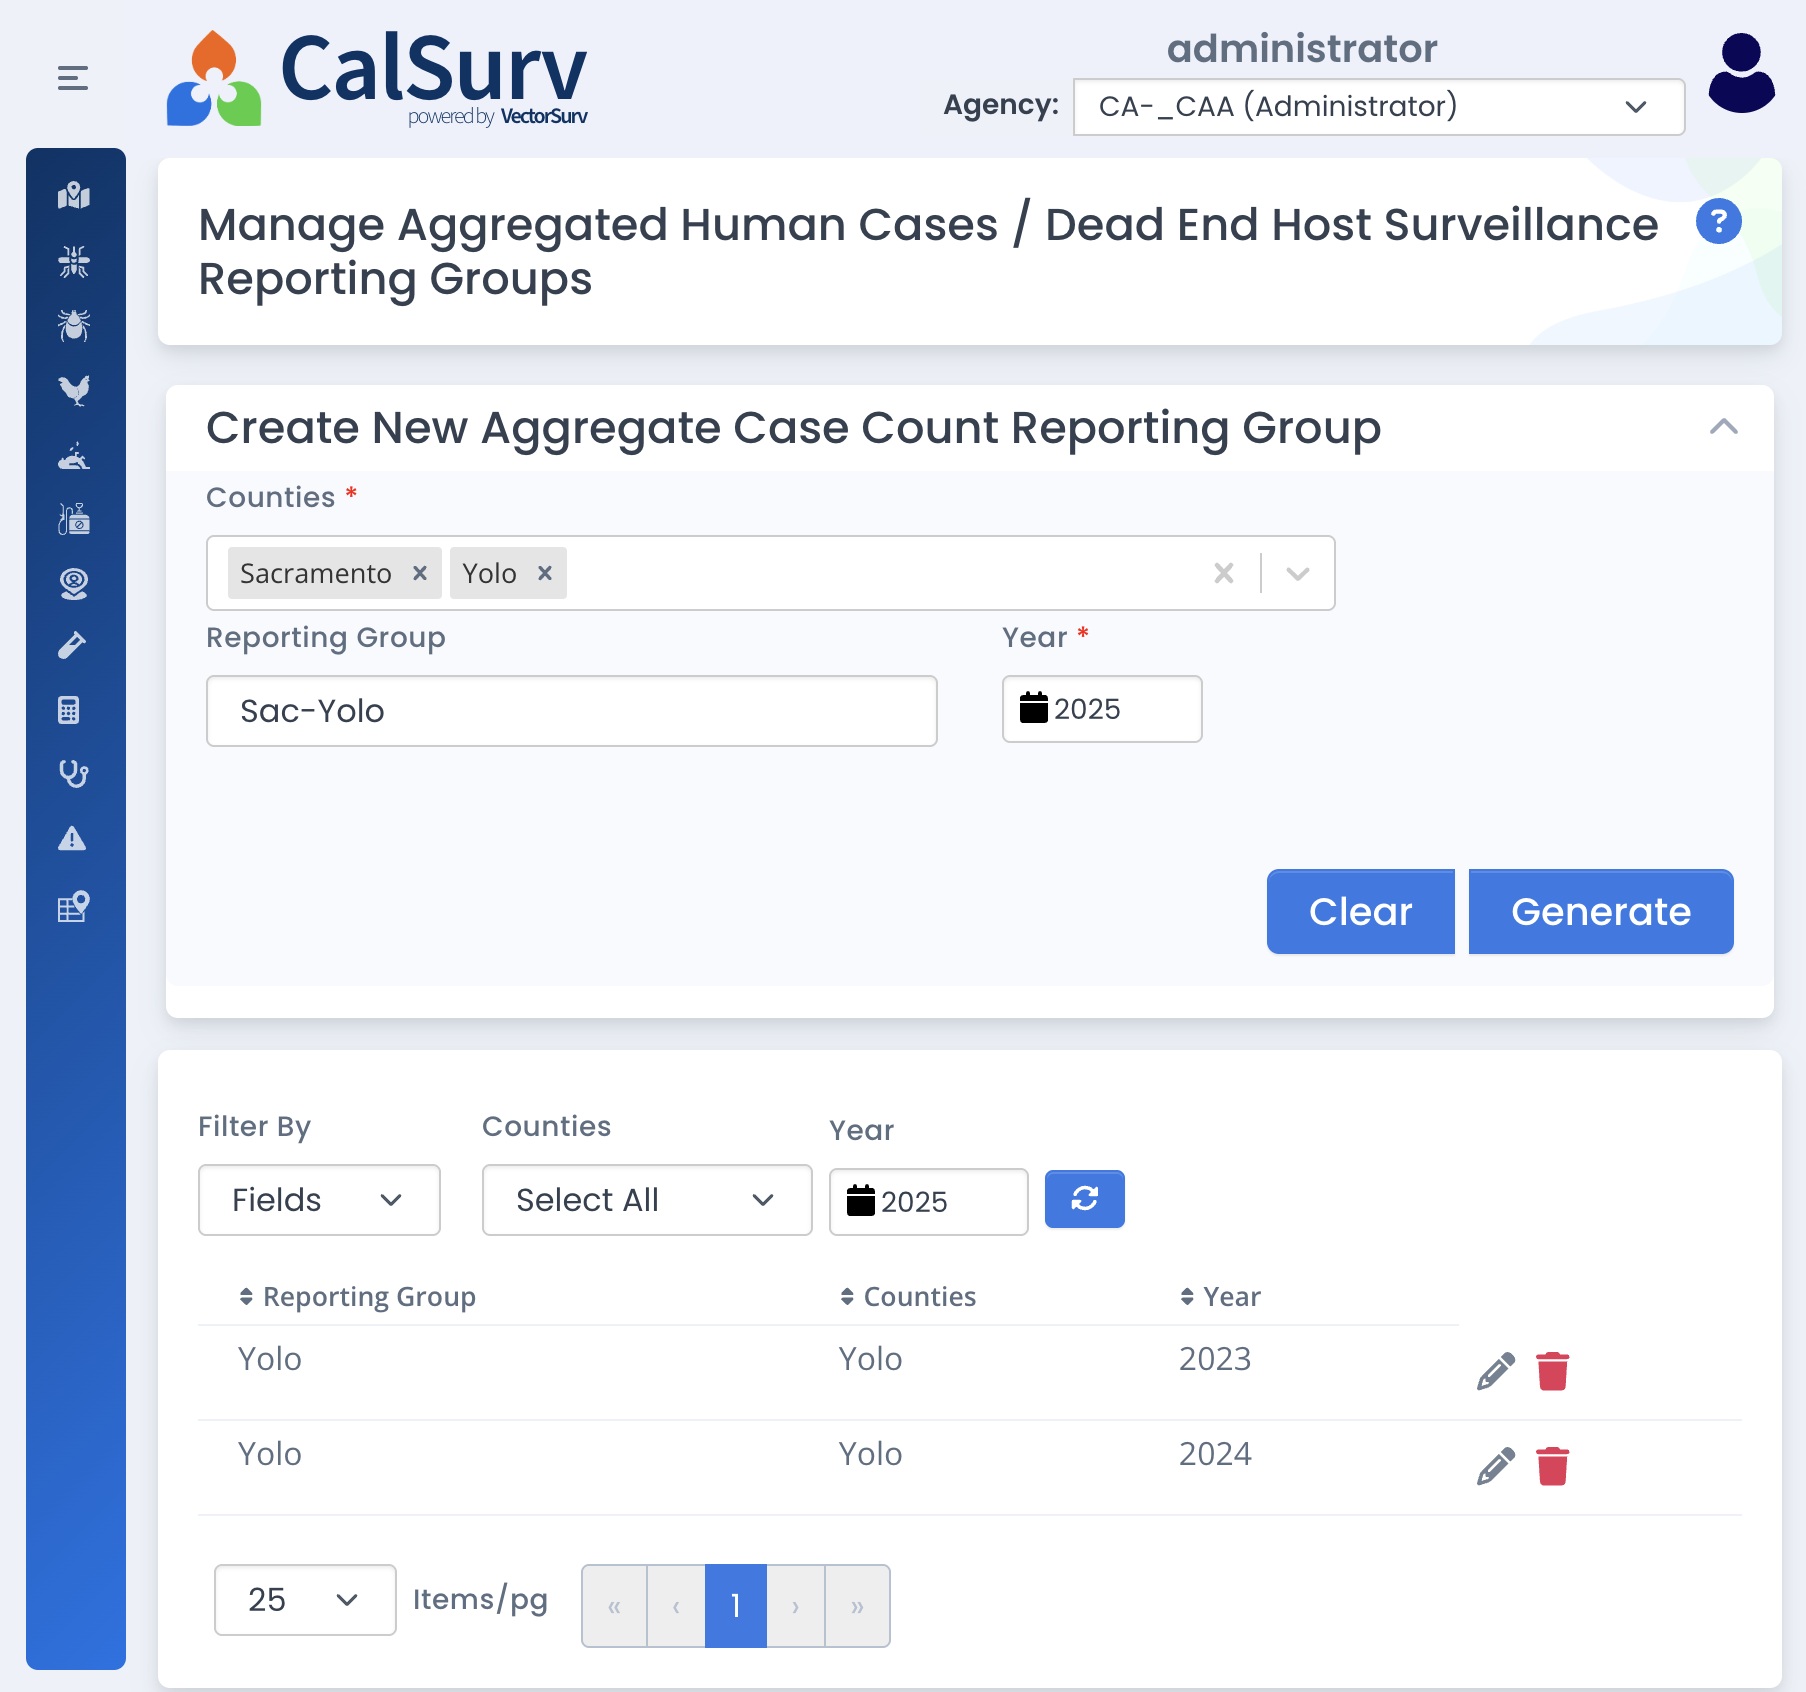 CalSurv
powered by VectorSurv
administrator
Agency: CA-_CAA (Administrator)
Manage Aggregated Human Cases / Dead End Host Surveillance
Reporting Groups
?
Create New Aggregate Case Count Reporting Group
Counties *
Sacramento × Yolo ×
Reporting Group Year *
Sac-Yolo 2025
Clear Generate
Filter By Counties Year
Fields Select All 2025
Reporting Group Counties Year
Yolo Yolo 2023
Yolo Yolo 2024
25 Items/pg « ‹ 1 › »